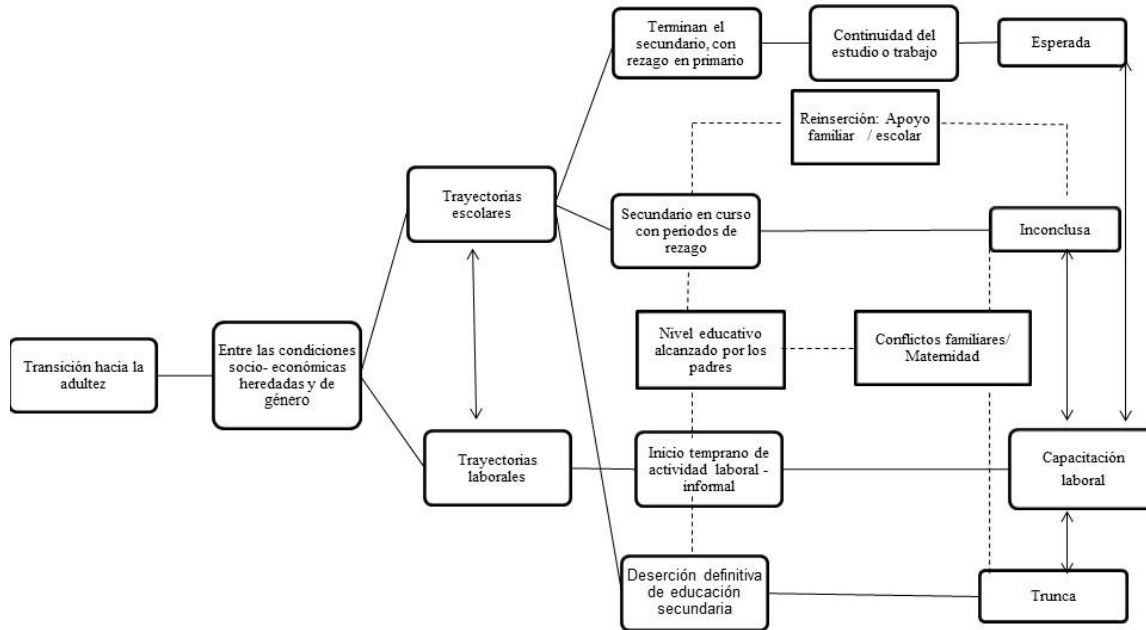 Terminan el
secundario, con
rezago en primario
Continuidad del
estudio o trabajo
Esperada
Reinserción: Apoyo
familiar / escolar
Trayectorias
escolares
Secundario en curso
con periodos de
rezago
Inconclusa
Transición hacia la
adultez
Entre las condiciones
socio- económicas
heredadas y de
género
Nivel educativo
alcanzado por los
padres
Conflictos familiares/
Maternidad
Trayectorias
laborales
Inicio temprano de
actividad laboral -
informal
Capacitación
laboral
Deserción definitiva
de educación
secundaria
Trunca